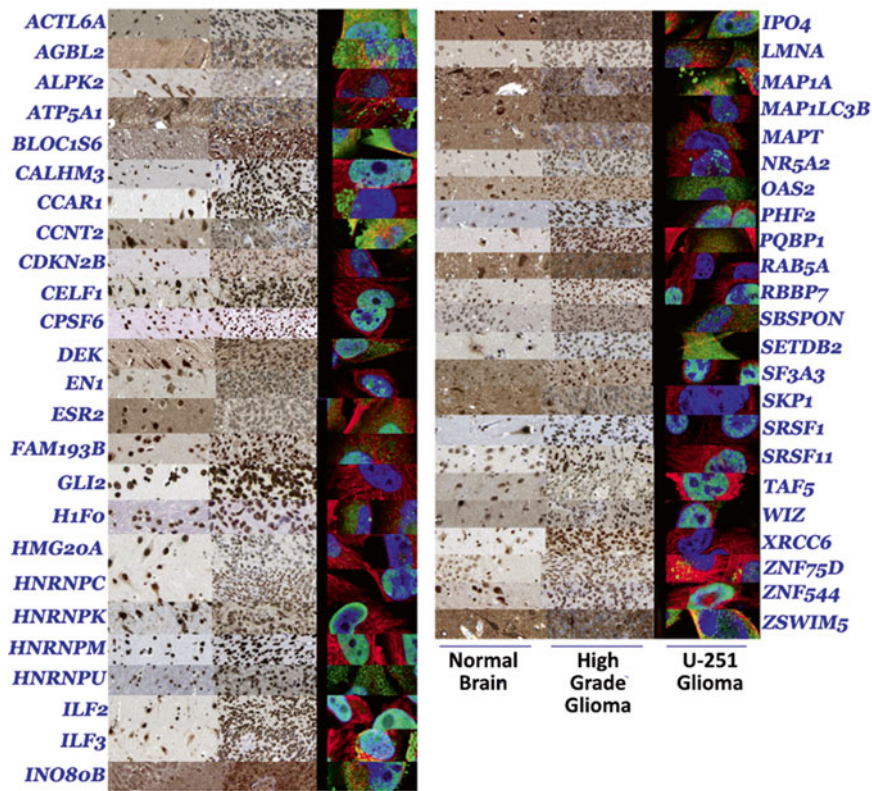 ACTL6A
AGBL2
ALPK2
ATP5A1
BLOC1S6
CALHM3
CCAR1
CCNT2
CDKN2B
CELF1
CPSF6
DEK
EN1
ESR2
FAM193B
GLI2
H1F0
HMG20A
HNRNPC
HNRNPK
HNRNPM
HNRNPU
ILF2
ILF3
INO80B
IPO4
LMNA
MAP1A
MAP1LC3B
MAPT
NR5A2
OAS2
PHF2
PQBP1
RAB5A
RBBP7
SBSPON
SETDB2
SF3A3
SKP1
SRSF1
SRSF11
TAF5
WIZ
XRCC6
ZNF75D
ZNF544
ZSWIM5
Normal
Brain
High
Grade
Glioma
U-251
Glioma